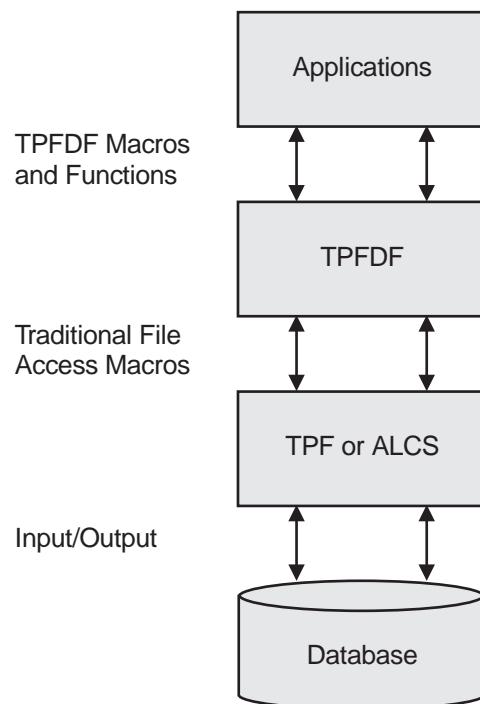 Applications
TPFDF Macros
and Functions
TPFDF
Traditional File
Access Macros
TPF or ALCS
Input/Output
Database